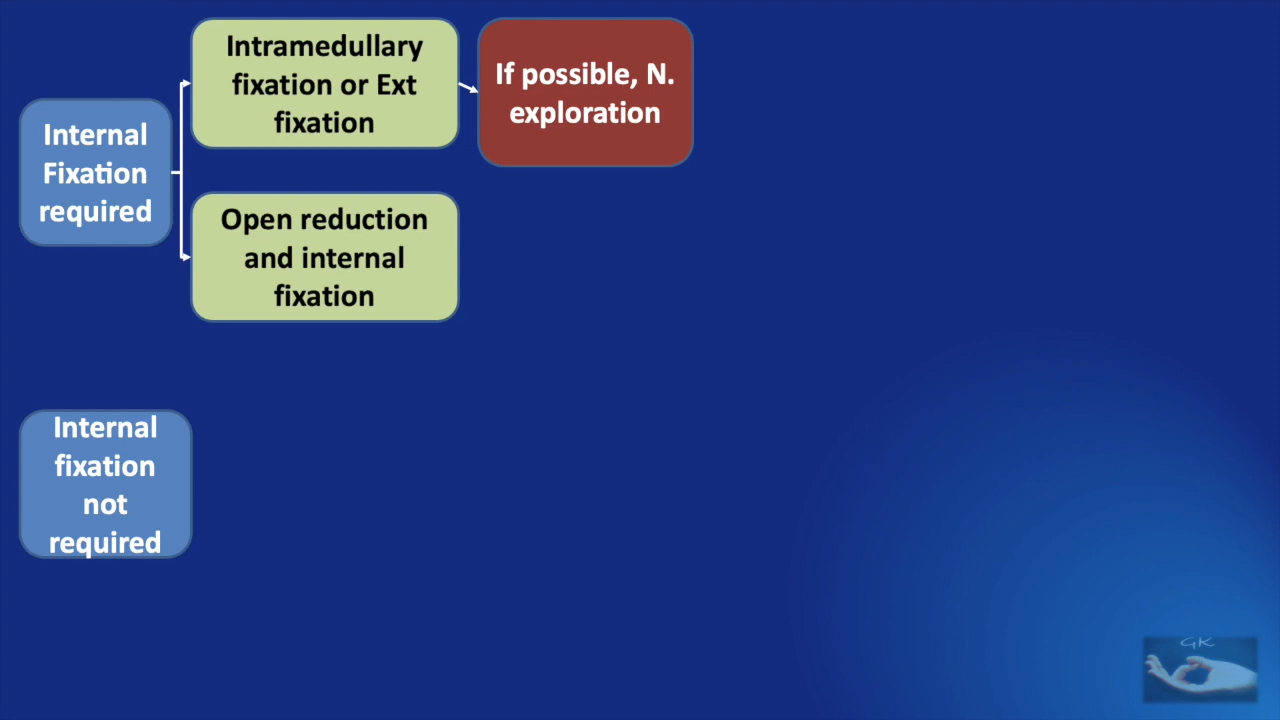 Intramedullary
fixation or Ext
fixation
If possible, N.
exploration
Internal
Fixation
required
Open reduction
and internal
fixation
Internal
fixation
not
required
GK